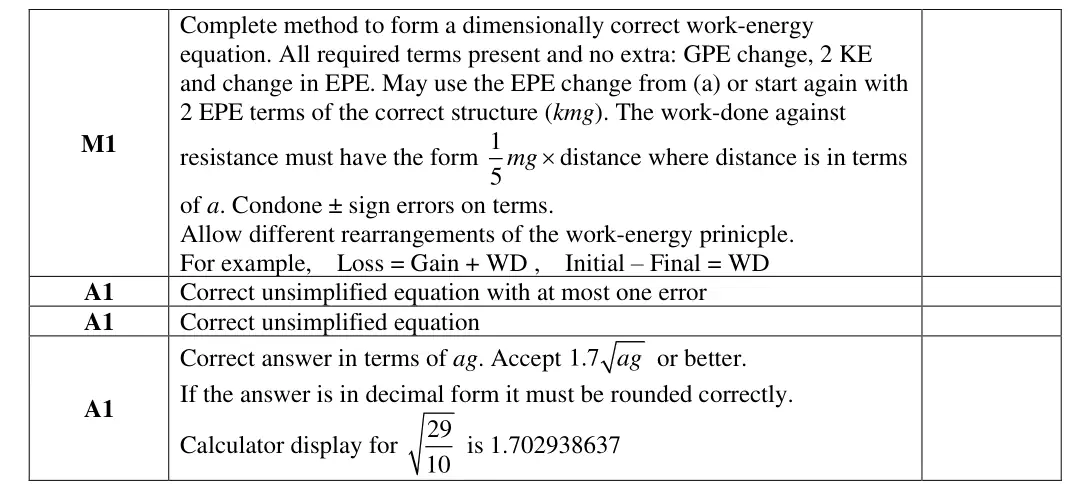 Complete method to form a dimensionally correct work-energy
equation. All required terms present and no extra: GPE change, 2 KE
and change in EPE. May use the EPE change from (a) or start again with
2 EPE terms of the correct structure (kmg). The work-done against
M1
resistance must have the form 1/5 mg × distance where distance is in terms
of a. Condone ± sign errors on terms.
Allow different rearrangements of the work-energy prinicple.
For example, Loss = Gain + WD , Initial – Final = WD
A1 Correct unsimplified equation with at most one error
A1 Correct unsimplified equation
Correct answer in terms of ag. Accept 1.7√ag or better.
If the answer is in decimal form it must be rounded correctly.
A1
Calculator display for √(29/10) is 1.702938637